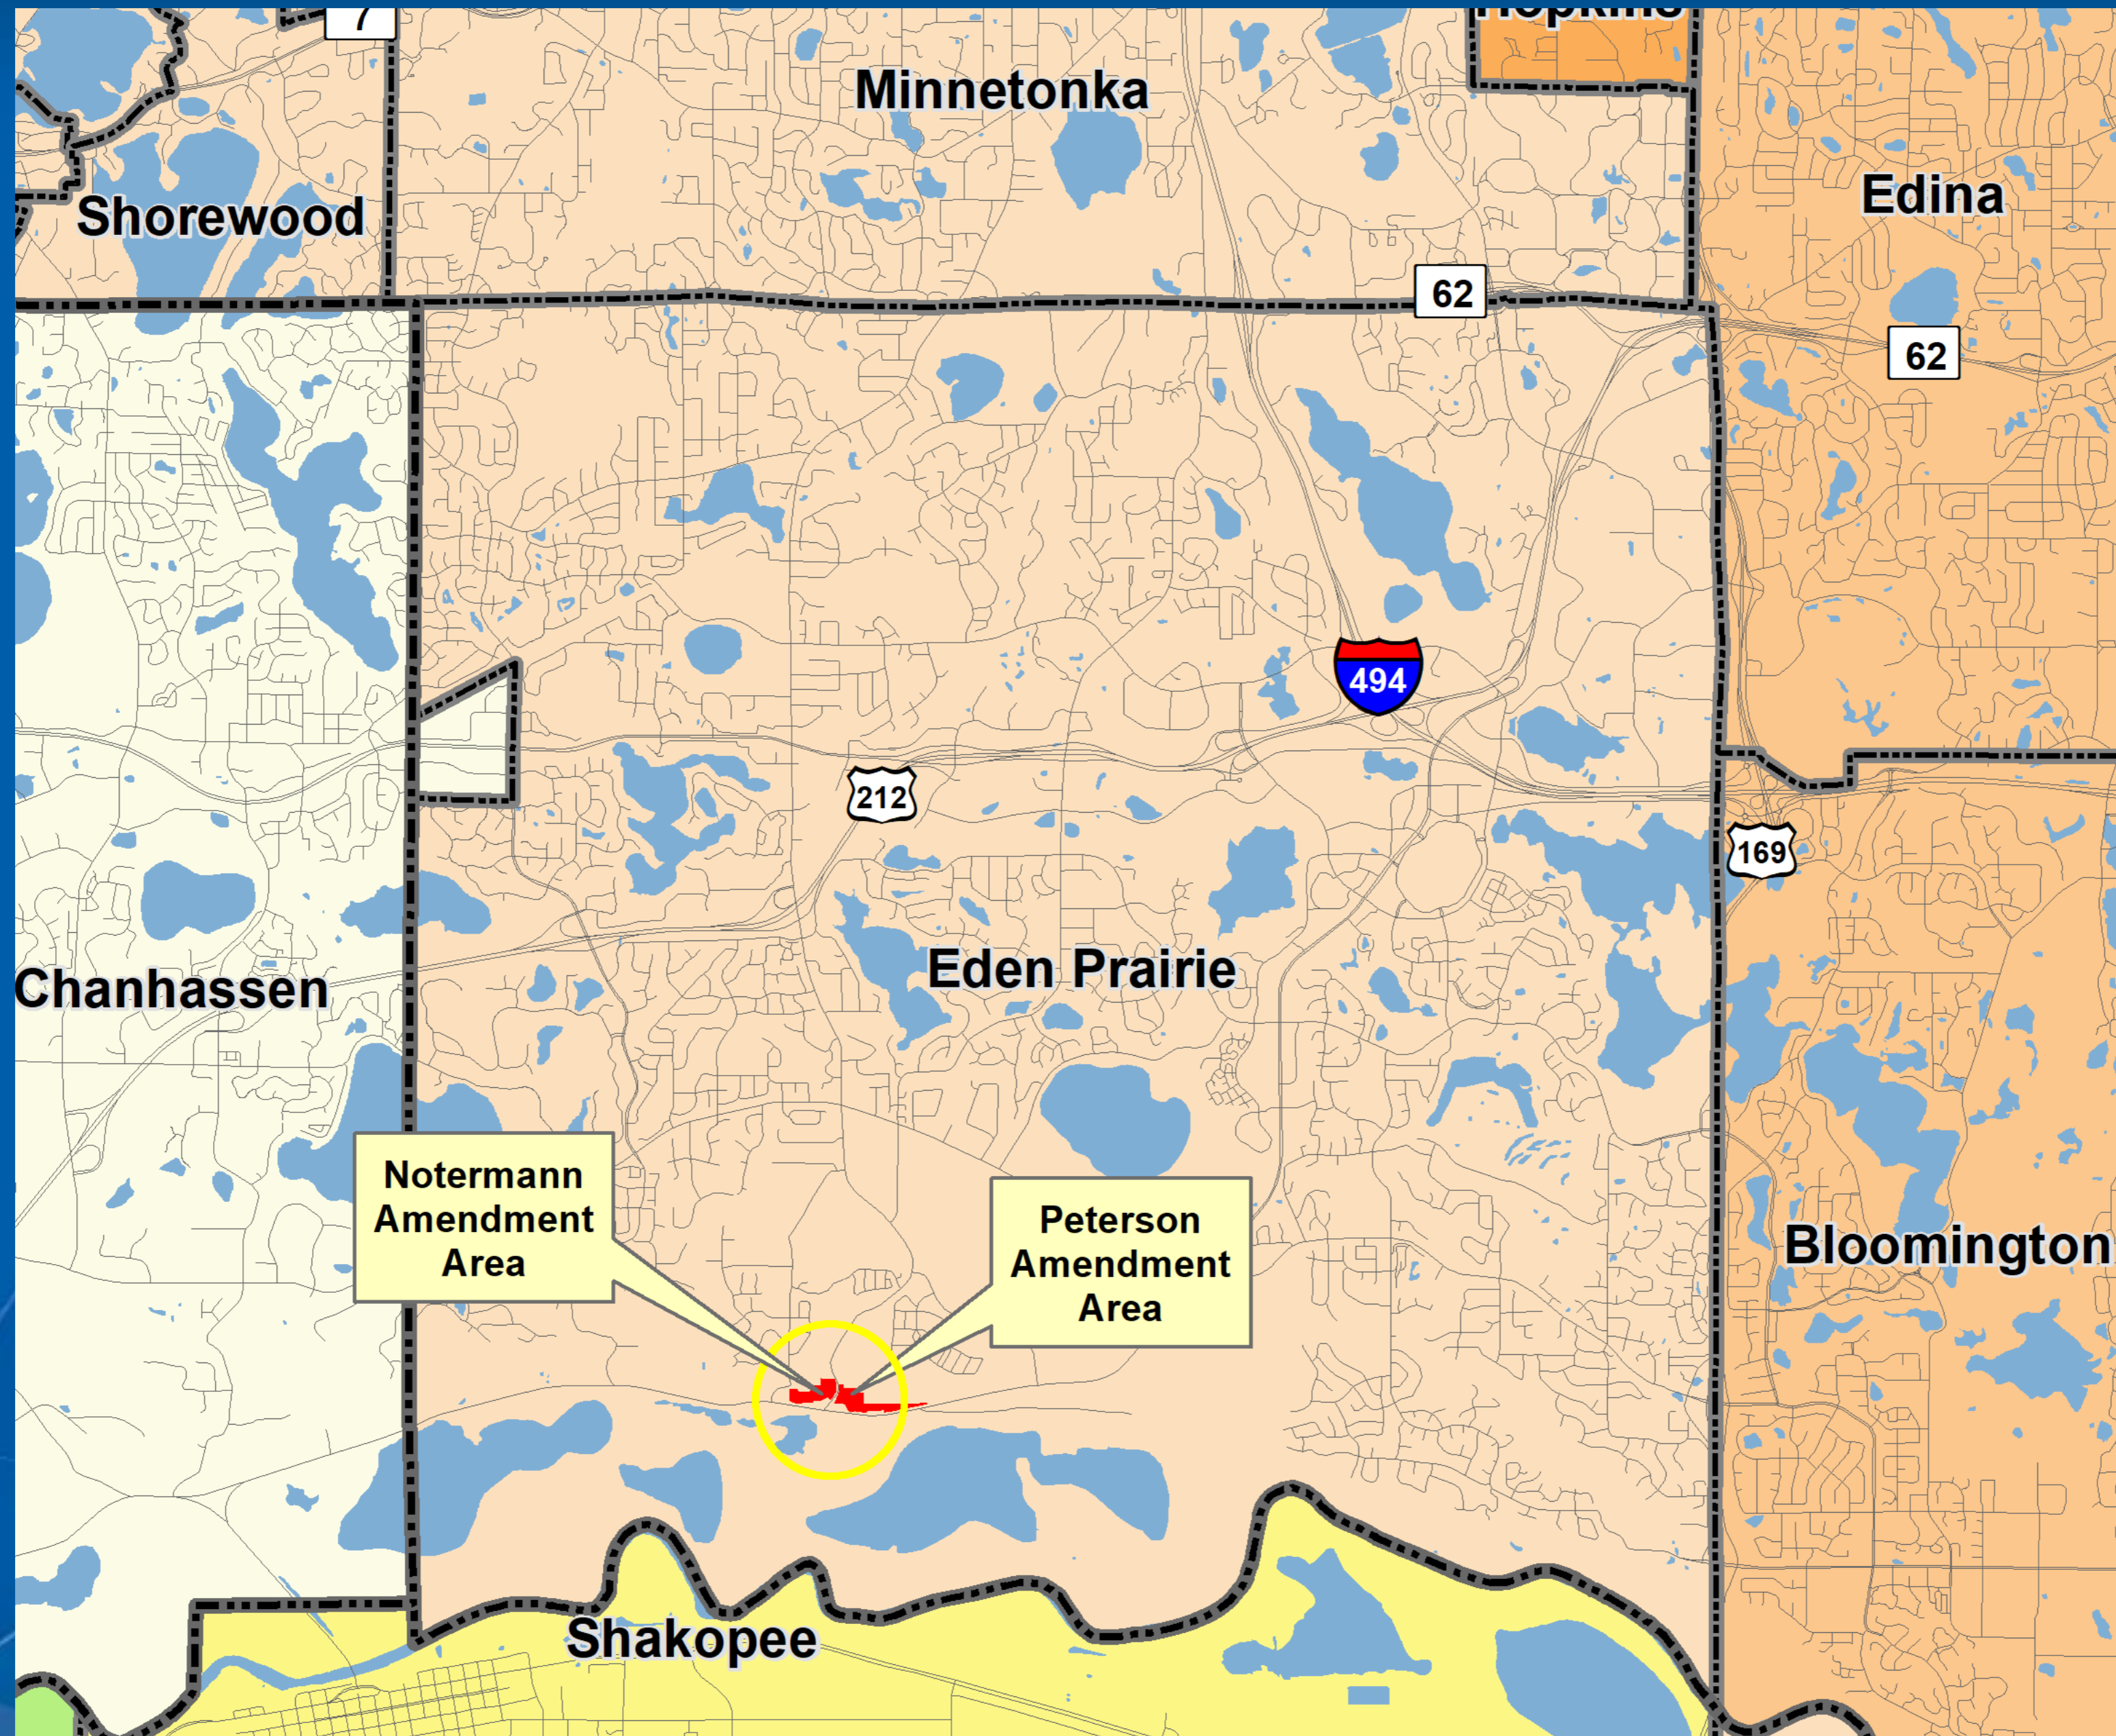 7
Hopkins
Minnetonka
Edina
Shorewood
62
62
494
212
169
Eden Prairie
Chanhassen
Notermann
Amendment
Area
Peterson
Amendment
Area
Bloomington
Shakopee